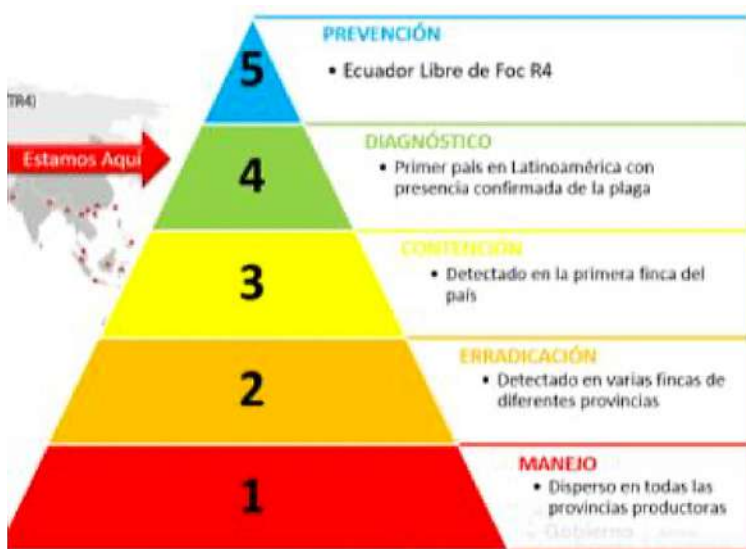 5
PREVENCIÓN
• Ecuador Libre de Foc R4
TR4)
Estamos Aquí
4
DIAGNÓSTICO
• Primer país en Latinoamérica con
presencia confirmada de la plaga
3
CONTENCIÓN
• Detectado en la primera finca del
país
2
ERRADICACIÓN
• Detectado en varias fincas de
diferentes provincias
1
MANEJO
• Disperso en todas las
provincias productoras
Gobierno